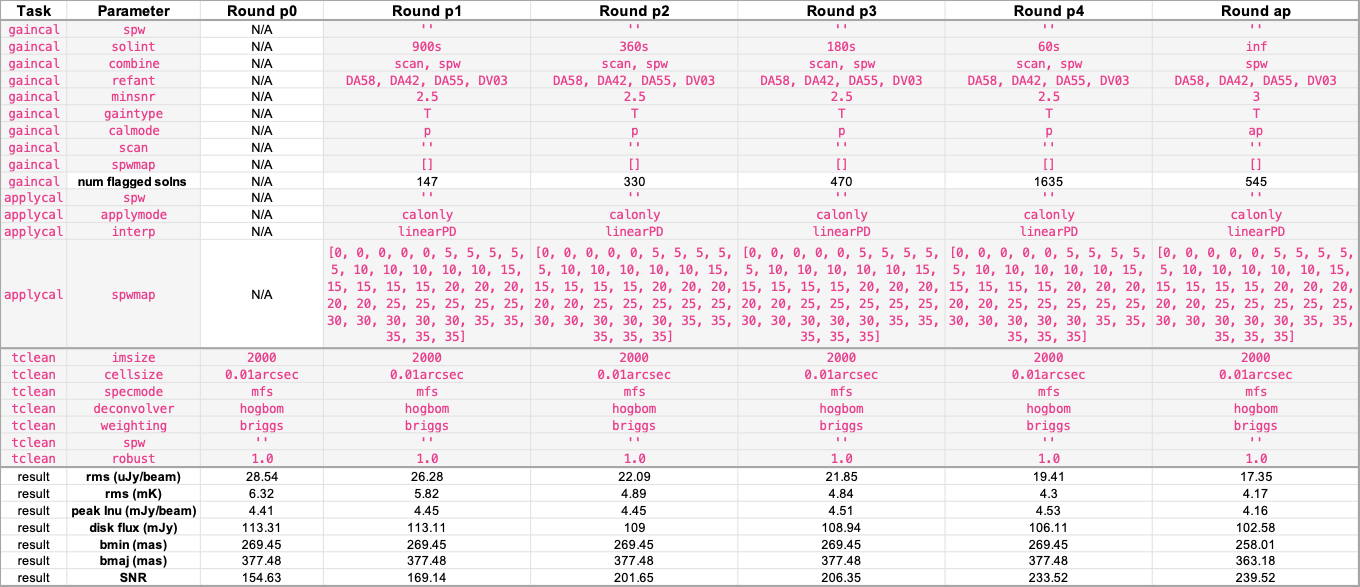 Task Parameter Round p0 Round p1 Round p2 Round p3 Round p4 Round ap
gaincal spw N/A '' '' '' '' ''
gaincal solint N/A 900s 360s 180s 60s inf
gaincal combine N/A scan, spw scan, spw scan, spw scan, spw spw
gaincal refant N/A DA58, DA42, DA55, DV03 DA58, DA42, DA55, DV03 DA58, DA42, DA55, DV03 DA58, DA42, DA55, DV03 DA58, DA42, DA55, DV03
gaincal minsnr N/A 2.5 2.5 2.5 2.5 3
gaincal gaintype N/A T T T T T
gaincal calmode N/A p p p p ap
gaincal scan N/A '' '' '' '' ''
gaincal spwmap N/A [] [] [] [] []
gaincal num flagged solns N/A 147 330 470 1635 545
applycal spw N/A '' '' '' '' ''
applycal applymode N/A calonly calonly calonly calonly calonly
applycal interp N/A linearPD linearPD linearPD linearPD linearPD
[0, 0, 0, 0, 0, 5, 5, 5, 5, [0, 0, 0, 0, 0, 5, 5, 5, 5, [0, 0, 0, 0, 0, 5, 5, 5, 5, [0, 0, 0, 0, 0, 5, 5, 5, 5, [0, 0, 0, 0, 0, 5, 5, 5, 5,
5, 10, 10, 10, 10, 10, 15, 5, 10, 10, 10, 10, 10, 15, 5, 10, 10, 10, 10, 10, 15, 5, 10, 10, 10, 10, 10, 15, 5, 10, 10, 10, 10, 10, 15,
15, 15, 15, 15, 20, 20, 20, 15, 15, 15, 15, 20, 20, 20, 15, 15, 15, 15, 20, 20, 20, 15, 15, 15, 15, 20, 20, 20, 15, 15, 15, 15, 20, 20, 20,
applycal spwmap N/A 20, 20, 25, 25, 25, 25, 25, 20, 20, 25, 25, 25, 25, 25, 20, 20, 25, 25, 25, 25, 25, 20, 20, 25, 25, 25, 25, 25, 20, 20, 25, 25, 25, 25, 25,
30, 30, 30, 30, 30, 35, 35, 30, 30, 30, 30, 30, 35, 35, 30, 30, 30, 30, 30, 35, 35, 30, 30, 30, 30, 30, 35, 35, 30, 30, 30, 30, 30, 35, 35,
35, 35, 35] 35, 35, 35] 35, 35, 35] 35, 35, 35] 35, 35, 35]
tclean imsize 2000 2000 2000 2000 2000 2000
tclean cellsize 0.01arcsec 0.01arcsec 0.01arcsec 0.01arcsec 0.01arcsec 0.01arcsec
tclean specmode mfs mfs mfs mfs mfs mfs
tclean deconvolver hogbom hogbom hogbom hogbom hogbom hogbom
tclean weighting briggs briggs briggs briggs briggs briggs
tclean spw '' '' '' '' '' ''
tclean robust 1.0 1.0 1.0 1.0 1.0 1.0
result rms (uJy/beam) 28.54 26.28 22.09 21.85 19.41 17.35
result rms (mK) 6.32 5.82 4.89 4.84 4.3 4.17
result peak Inu (mJy/beam) 4.41 4.45 4.45 4.51 4.53 4.16
result disk flux (mJy) 113.31 113.11 109 108.94 106.11 102.58
result bmin (mas) 269.45 269.45 269.45 269.45 269.45 258.01
result bmaj (mas) 377.48 377.48 377.48 377.48 377.48 363.18
result SNR 154.63 169.14 201.65 206.35 233.52 239.52